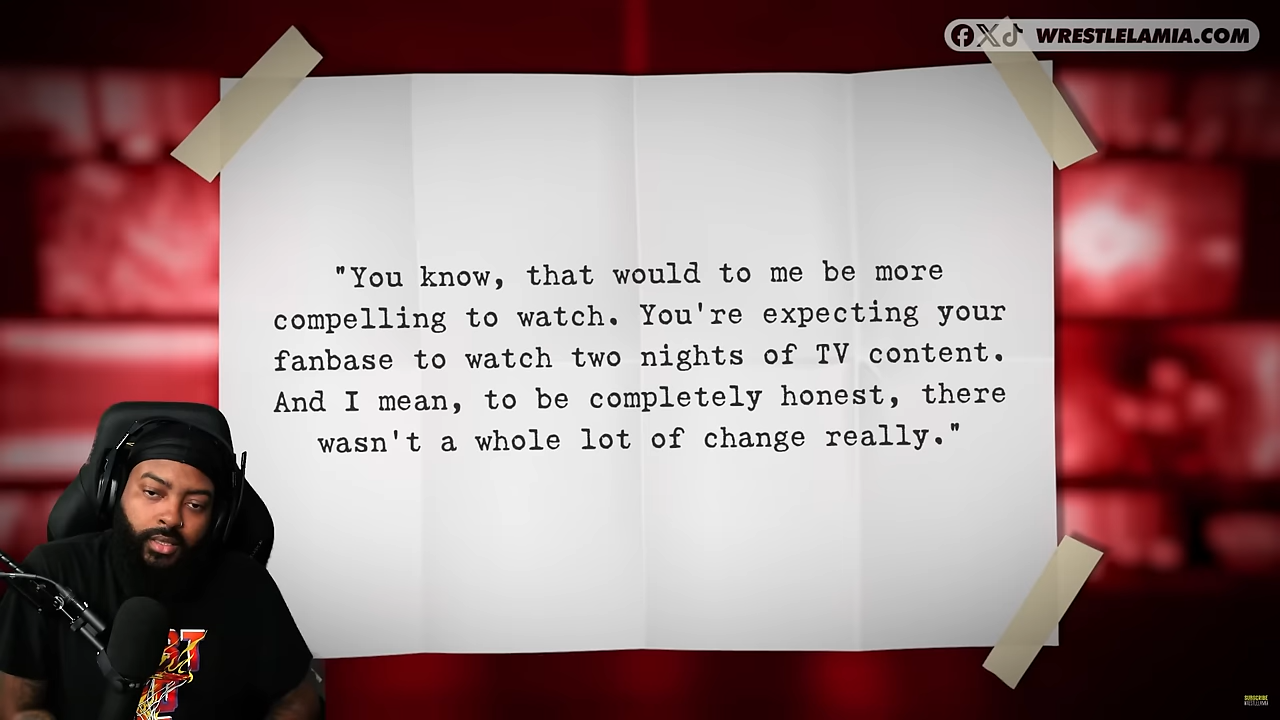 WRESTLELAMIA.COM
"You know, that would to me be more
compelling to watch. You're expecting your
fanbase to watch two nights of TV content.
And I mean, to be completely honest, there
wasn't a whole lot of change really."
SUBSCRIBE
WRESTLELAMIA